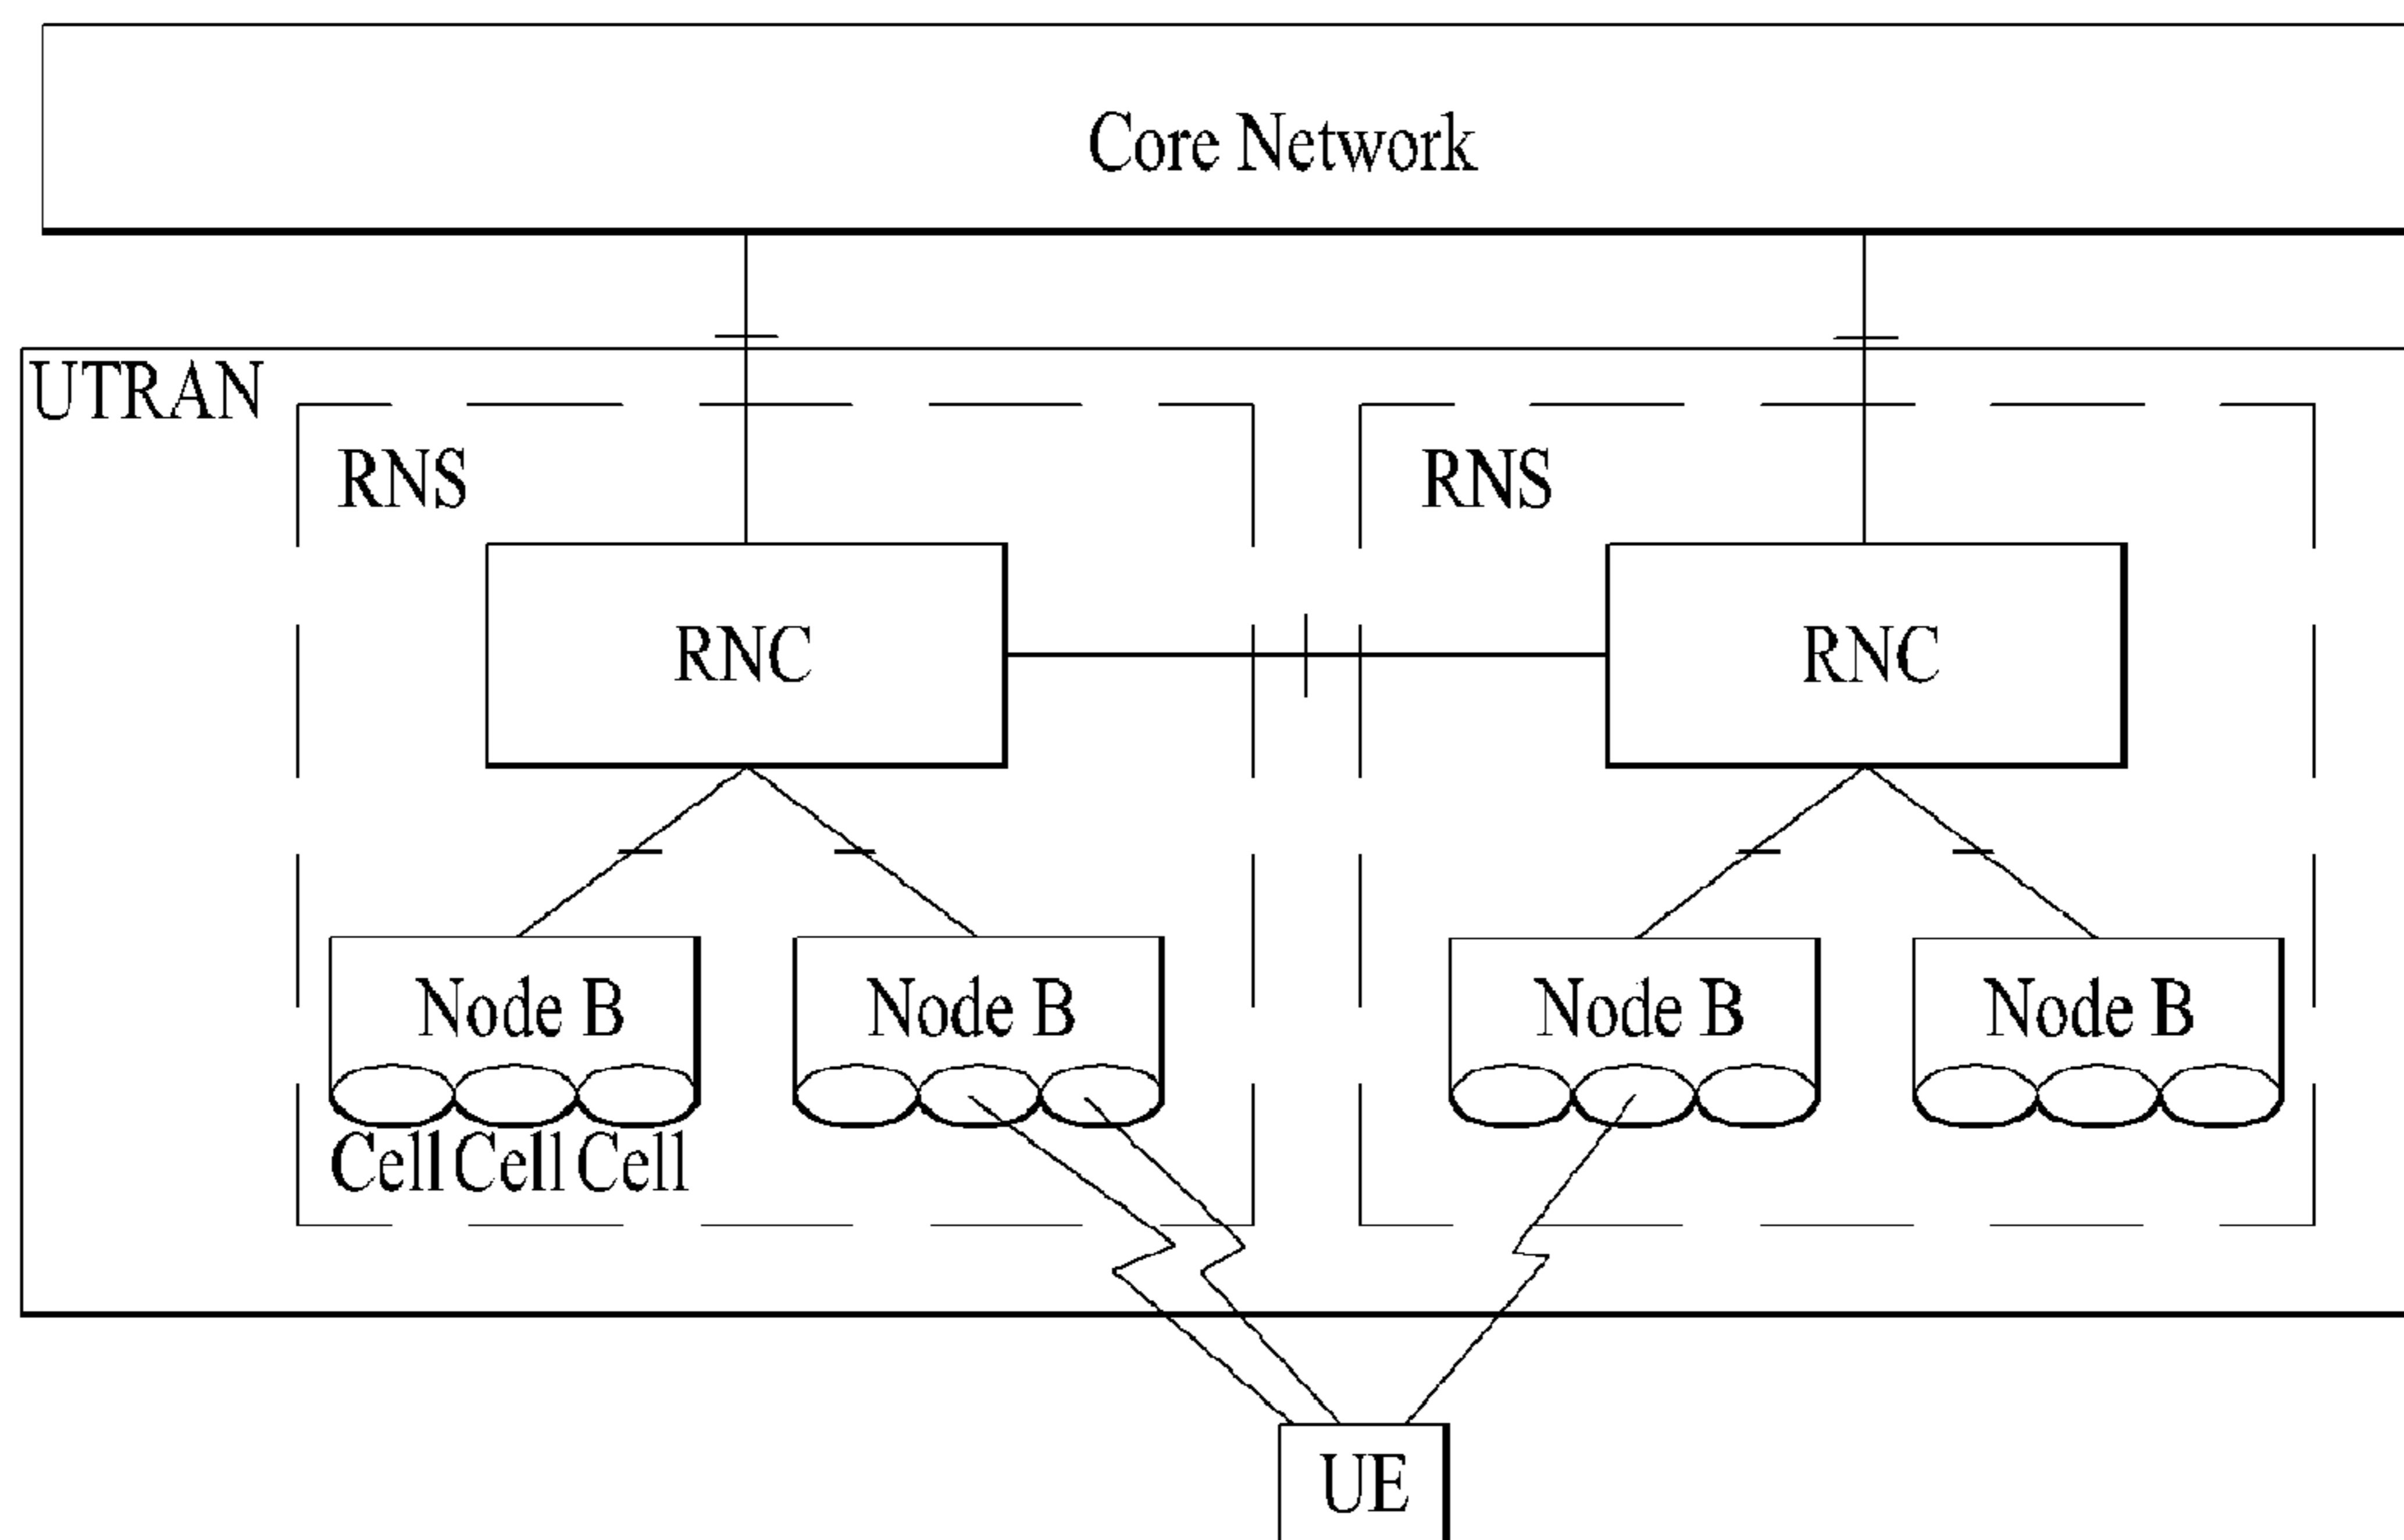 Core Network
UTRAN
RNS RNS
RNC RNC
Node B Node B Node B Node B
Cell Cell Cell
UE